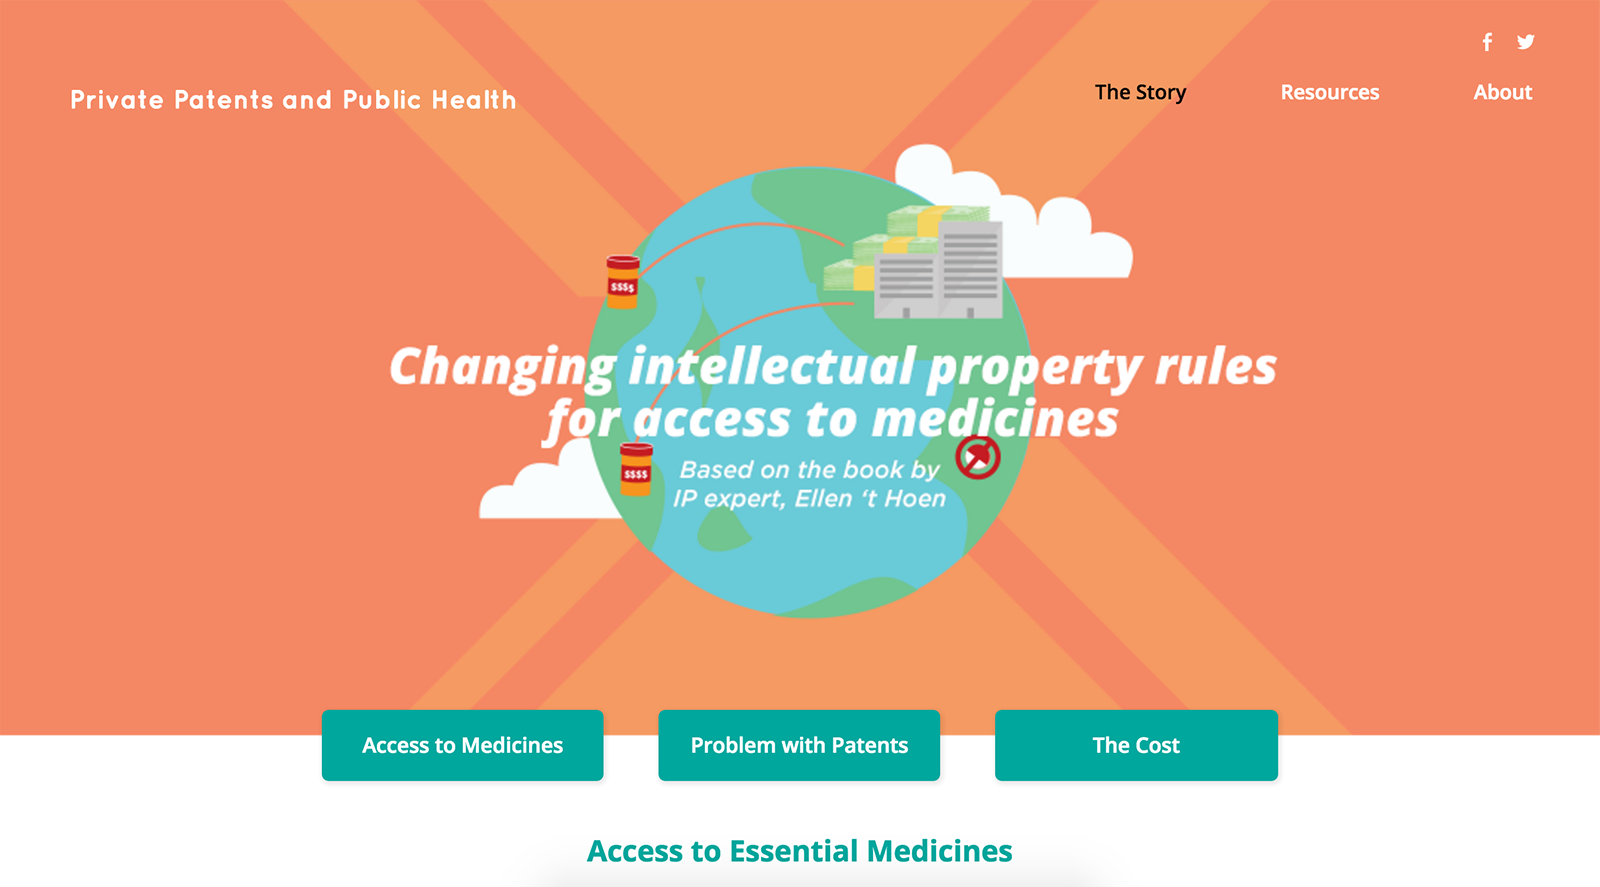 Private Patents and Public Health
The Story
Resources
About
$$$$
Changing intellectual property rules
for access to medicines
$$$$
Based on the book by
IP expert, Ellen ‘t Hoen
Access to Medicines
Problem with Patents
The Cost
Access to Essential Medicines